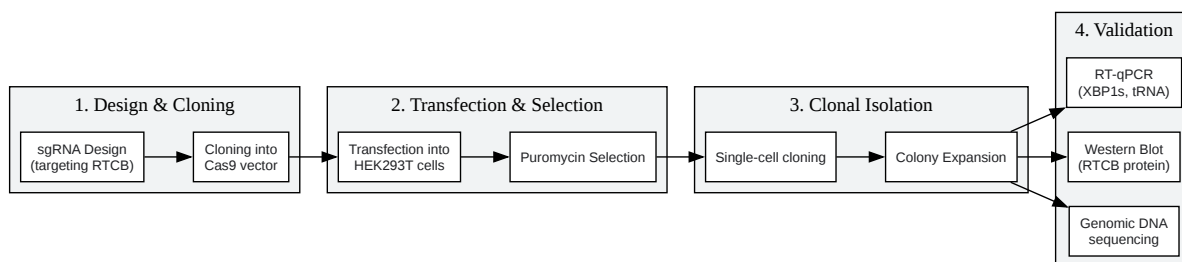 1. Design & Cloning
sgRNA Design
(targeting RTCB)
Cloning into
Cas9 vector
2. Transfection & Selection
Transfection into
HEK293T cells
Puromycin Selection
3. Clonal Isolation
Single-cell cloning
Colony Expansion
4. Validation
RT-qPCR
(XBP1s, tRNA)
Western Blot
(RTCB protein)
Genomic DNA
sequencing